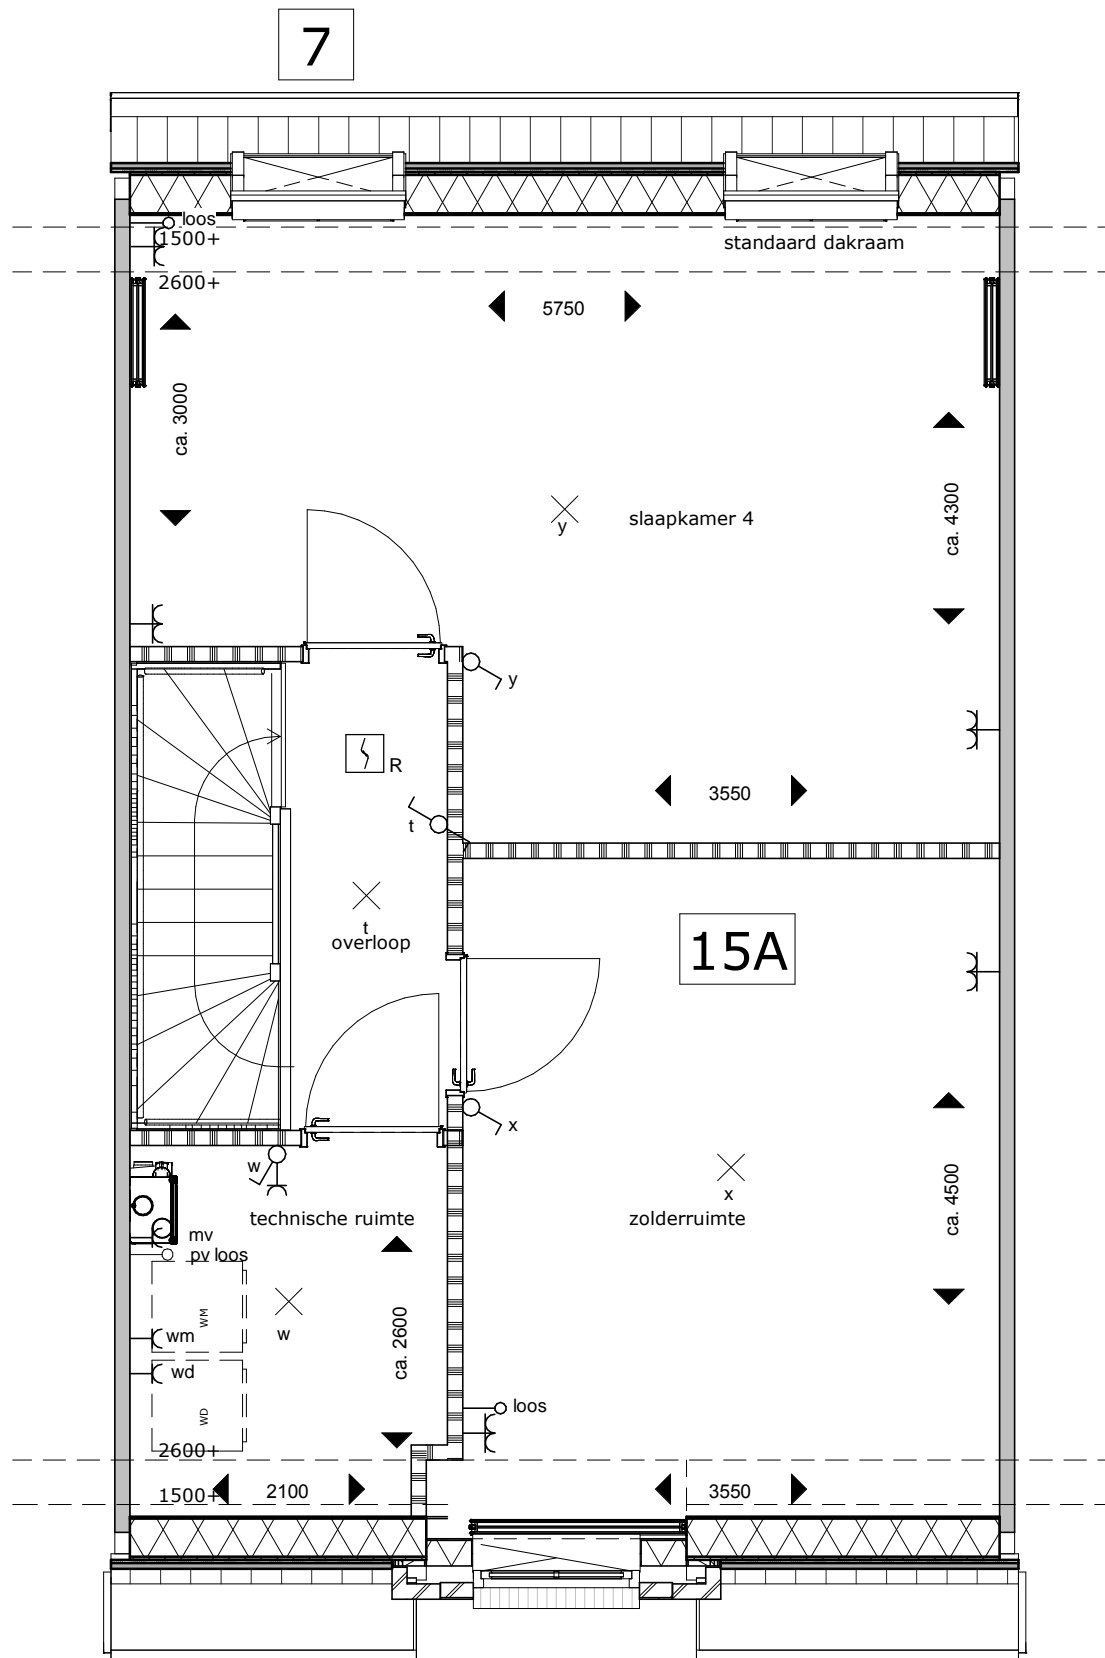 7
loos
1500+
standaard dakraam
2600+
5750
ca. 3000
ca. 4300
y
slaapkamer 4
y
R
3550
t
t
overloop
15A
x
w
x
technische ruimte
zolderruimte
ca. 4500
mv
pv loos
WM
wm
w
ca. 2600
wd
WD
loos
2600+
1500+
2100
3550